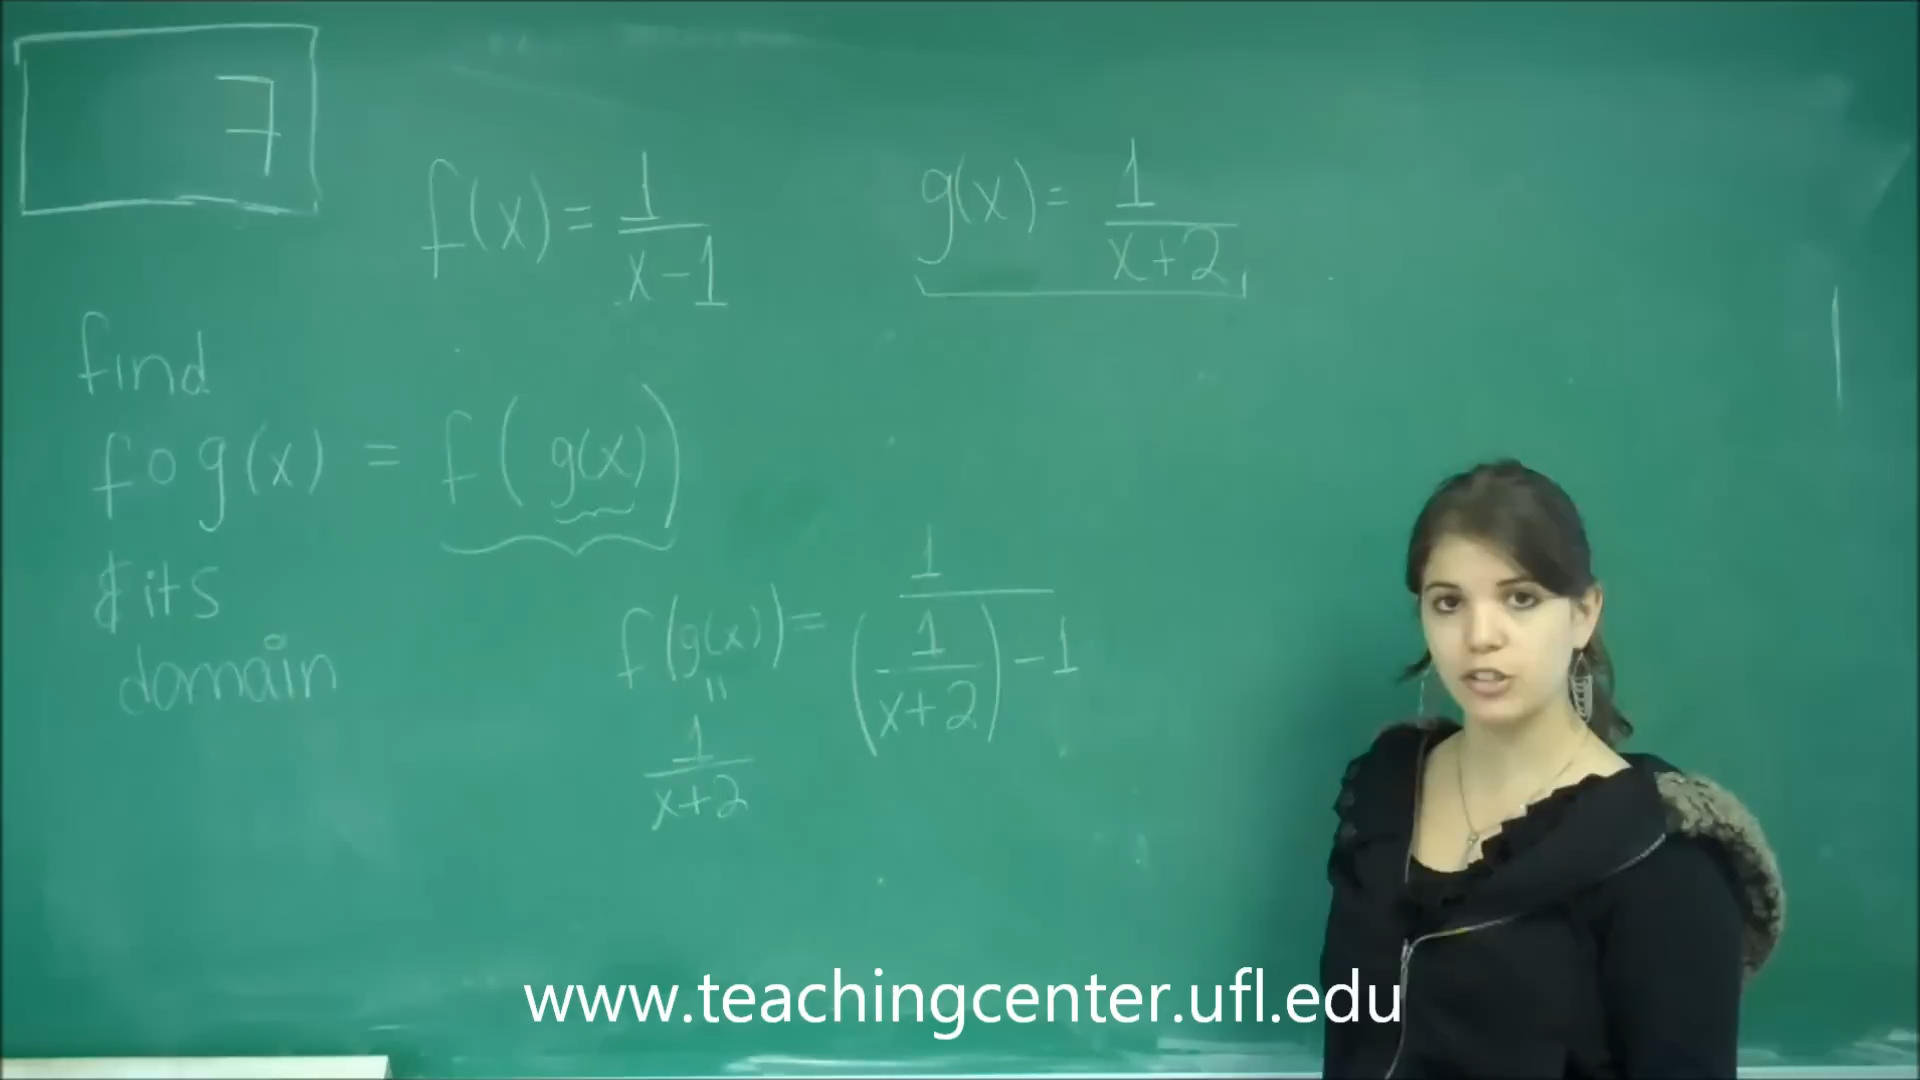 7
f(x) = 1/(x-1)
g(x) = 1/(x+2)
find
f∘g(x) = f(g(x))
& its
domain
f(g(x)) = 1/((1/(x+2))-1)
||
1/(x+2)
www.teachingcenter.ufl.edu